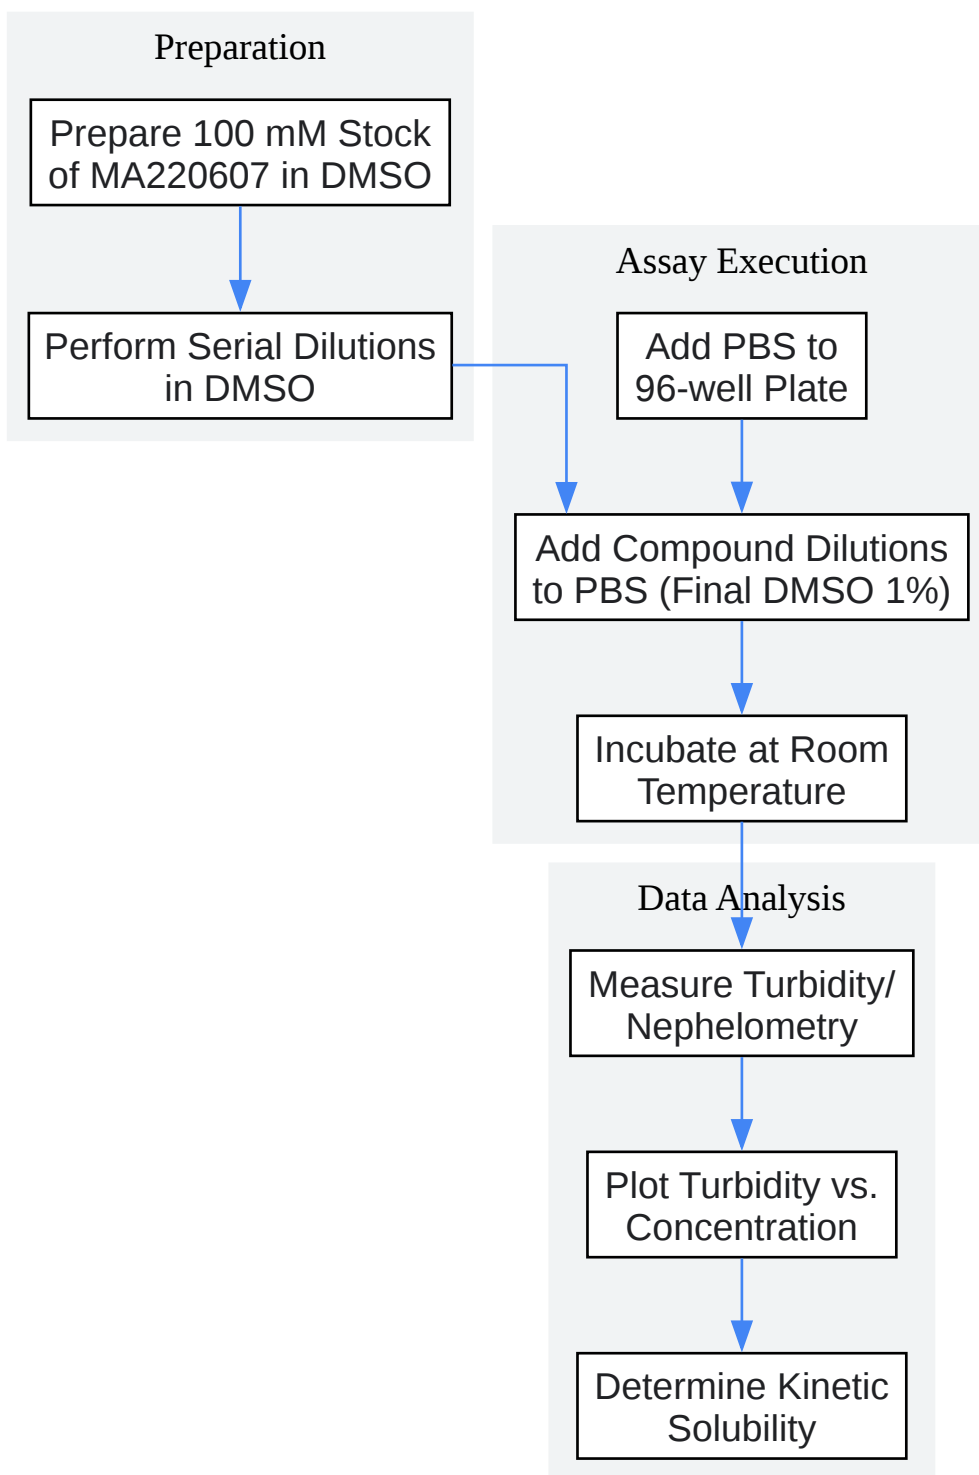 Preparation
Prepare 100 mM Stock
of MA220607 in DMSO
Perform Serial Dilutions
in DMSO
Assay Execution
Add PBS to
96-well Plate
Add Compound Dilutions
to PBS (Final DMSO 1%)
Incubate at Room
Temperature
Data Analysis
Measure Turbidity/
Nephelometry
Plot Turbidity vs.
Concentration
Determine Kinetic
Solubility